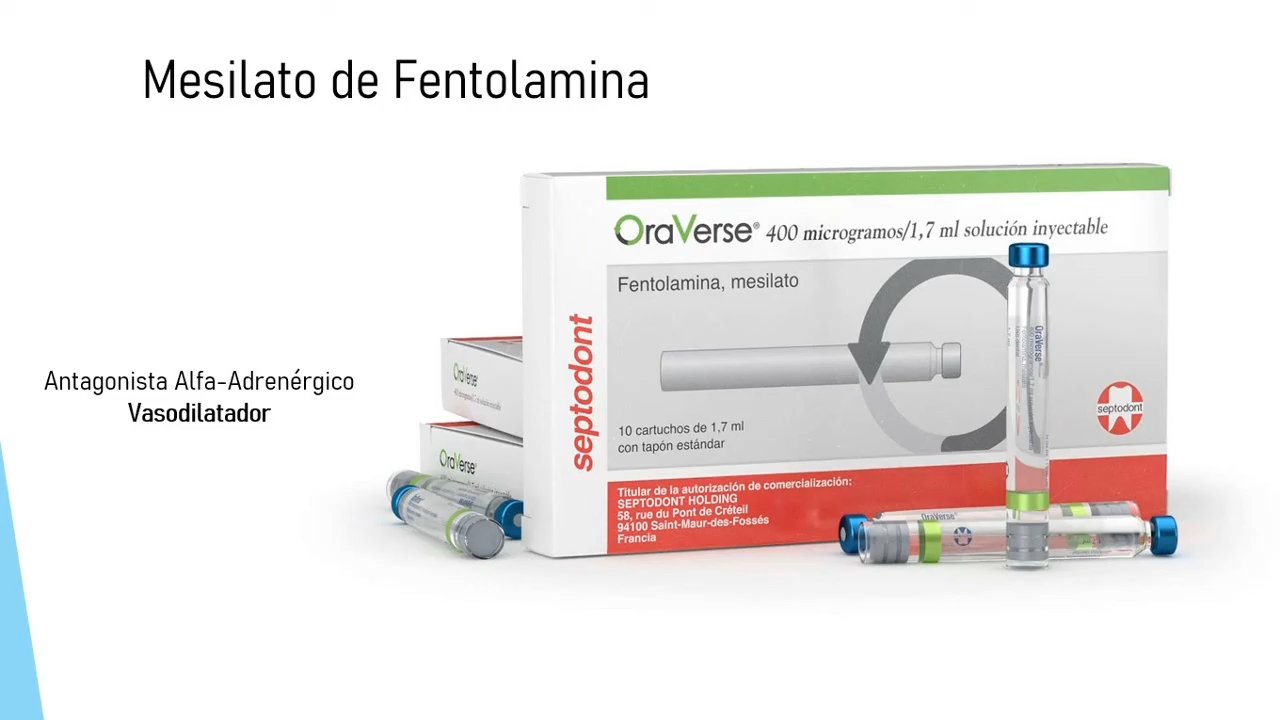 Mesilato de Fentolamina
OraVerse® 400 microgramos/1,7 ml solución inyectable
Fentolamina, mesilato
septodont
10 cartuchos de 1,7 ml
con tapón estándar
septodont
Titular de la autorización de comercialización:
SEPTODONT HOLDING
58, rue du Pont de Créteil
94100 Saint-Maur-des-Fossés
Francia
Antagonista Alfa-Adrenérgico
Vasodilatador
OraVerse
OraVerse
OraVerse
OraVerse